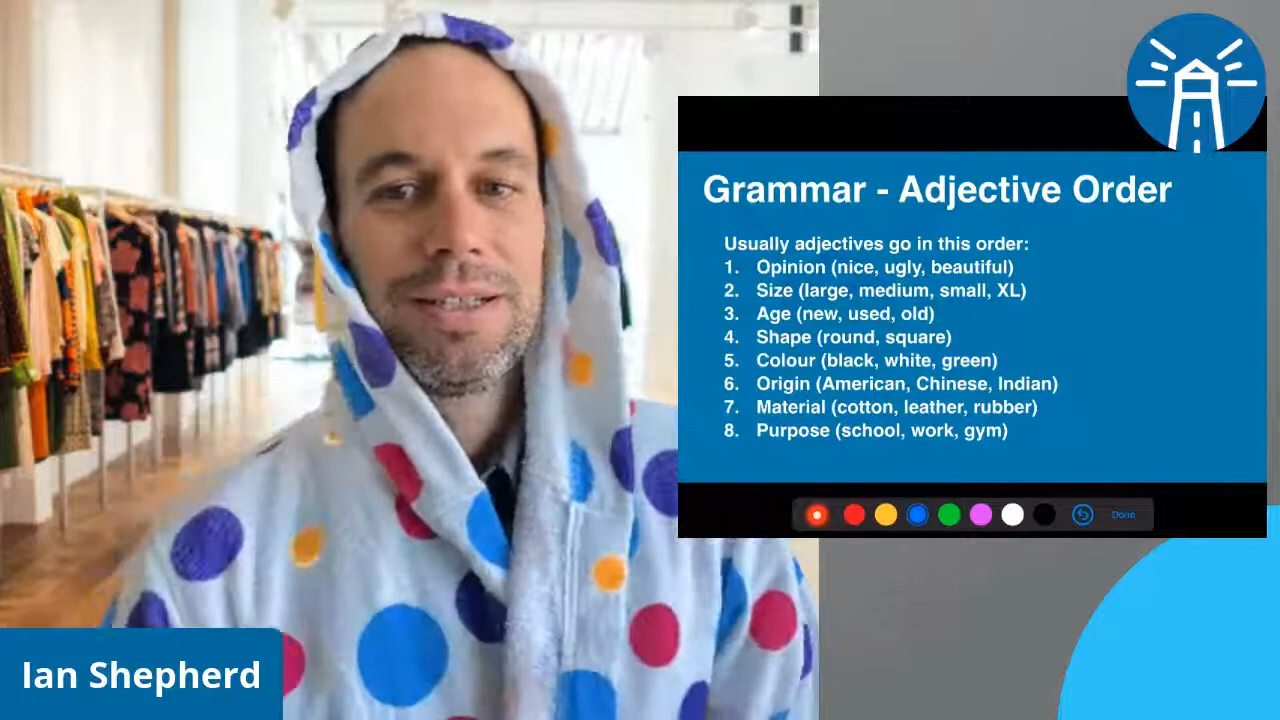 Grammar - Adjective Order
Usually adjectives go in this order:
1. Opinion (nice, ugly, beautiful)
2. Size (large, medium, small, XL)
3. Age (new, used, old)
4. Shape (round, square)
5. Colour (black, white, green)
6. Origin (American, Chinese, Indian)
7. Material (cotton, leather, rubber)
8. Purpose (school, work, gym)
Done
Ian Shepherd